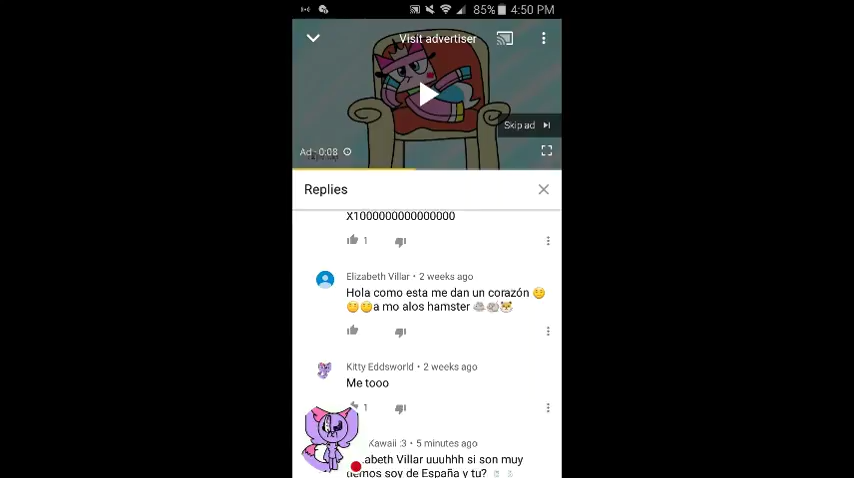 85% 4:50 PM
Visit advertiser
Skip ad
Ad · 0:08
Replies
X1000000000000000
1
Elizabeth Villar • 2 weeks ago
Hola como esta me dan un corazón 🤔
🤔🤔a mo alos hamster 🐁🐁🐹
Kitty Eddsworld • 2 weeks ago
Me tooo
1
Kawaii :3 • 5 minutes ago
abeth Villar uuuhhh si son muy
tiernos soy de España y tu?